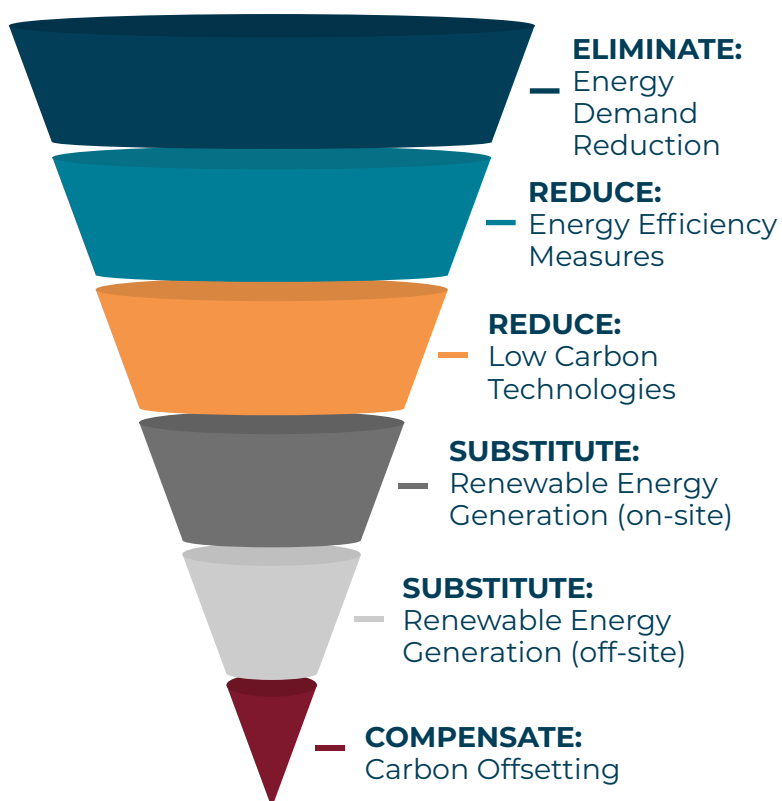 ELIMINATE:
Energy
Demand
Reduction
REDUCE:
Energy Efficiency
Measures
REDUCE:
Low Carbon
Technologies
SUBSTITUTE:
Renewable Energy
Generation (on-site)
SUBSTITUTE:
Renewable Energy
Generation (off-site)
COMPENSATE:
Carbon Offsetting